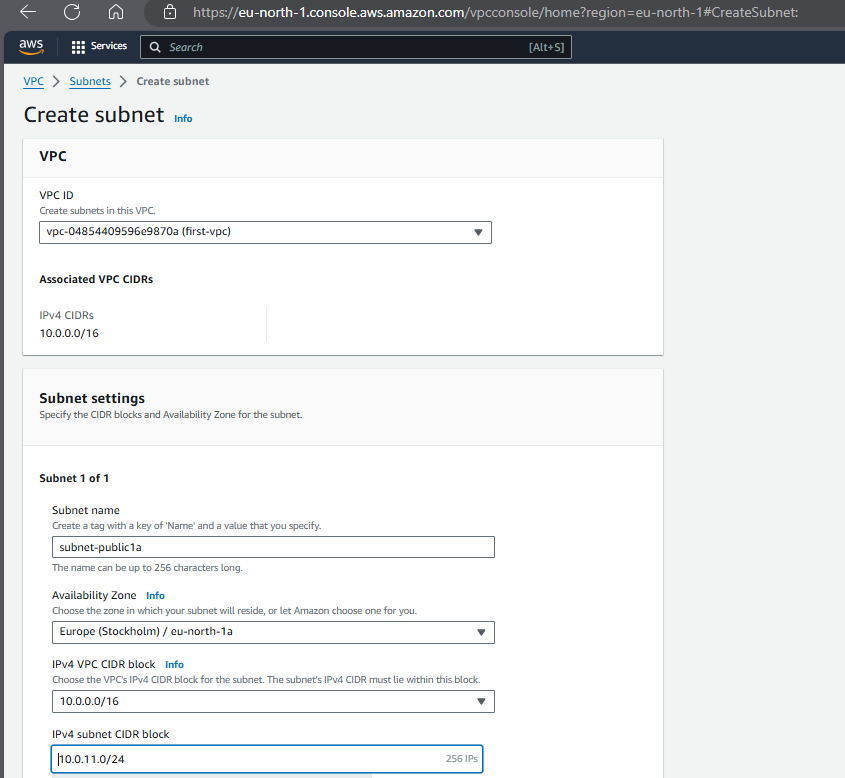 https://eu-north-1.console.aws.amazon.com/vpcconsole/home?region=eu-north-1#CreateSubnet:
aws Services Search [Alt+S]
VPC > Subnets > Create subnet
Create subnet Info
VPC
VPC ID
Create subnets in this VPC.
vpc-04854409596e9870a (first-vpc)
Associated VPC CIDRs
IPv4 CIDRs
10.0.0.0/16
Subnet settings
Specify the CIDR blocks and Availability Zone for the subnet.
Subnet 1 of 1
Subnet name
Create a tag with a key of 'Name' and a value that you specify.
subnet-public1a
The name can be up to 256 characters long.
Availability Zone Info
Choose the zone in which your subnet will reside, or let Amazon choose one for you.
Europe (Stockholm) / eu-north-1a
IPv4 VPC CIDR block Info
Choose the VPC's IPv4 CIDR block for the subnet. The subnet's IPv4 CIDR must lie within this block.
10.0.0.0/16
IPv4 subnet CIDR block
10.0.11.0/24 256 IPs